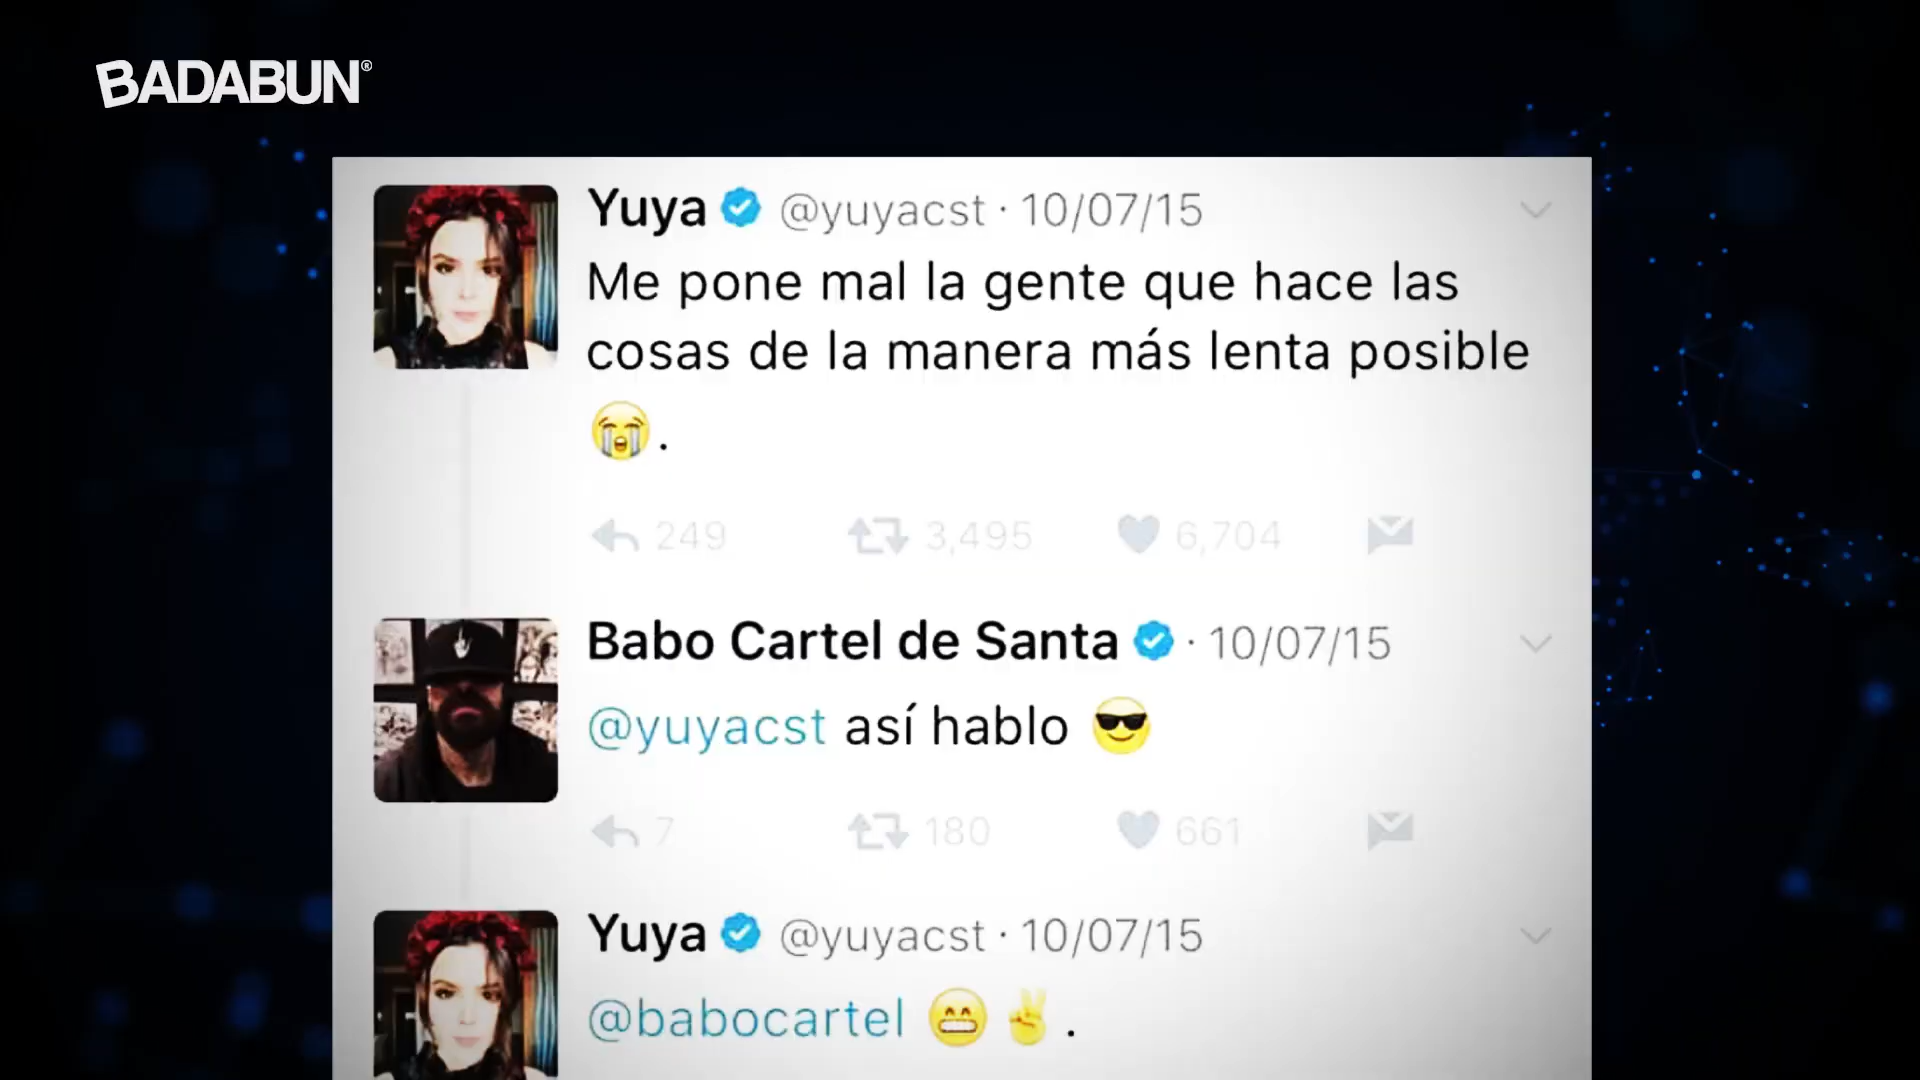 BADABUN®
Yuya @yuyacst · 10/07/15
Me pone mal la gente que hace las
cosas de la manera más lenta posible
😭.
249 3,495 6,704
Babo Cartel de Santa · 10/07/15
@yuyacst así hablo 😎
7 180 661
Yuya @yuyacst · 10/07/15
@babocartel 😁✌.